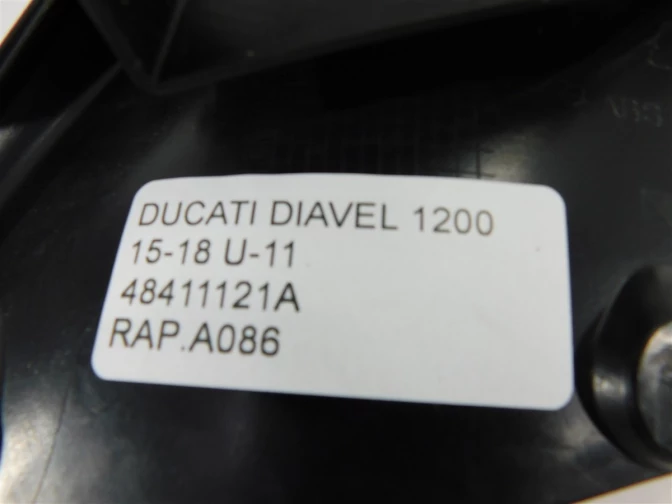 DUCATI DIAVEL 1200
15-18 U-11
48411121A
RAP.A086